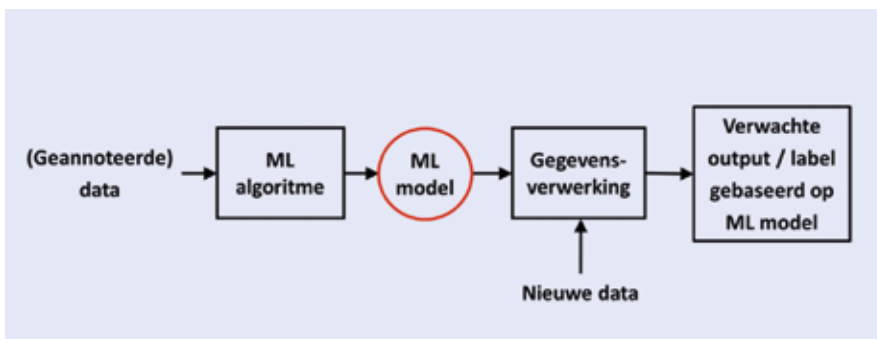 (Geannoteerde)
data
ML
algoritme
ML
model
Gegevens-
verwerking
Verwachte
output / label
gebaseerd op
ML model
Nieuwe data